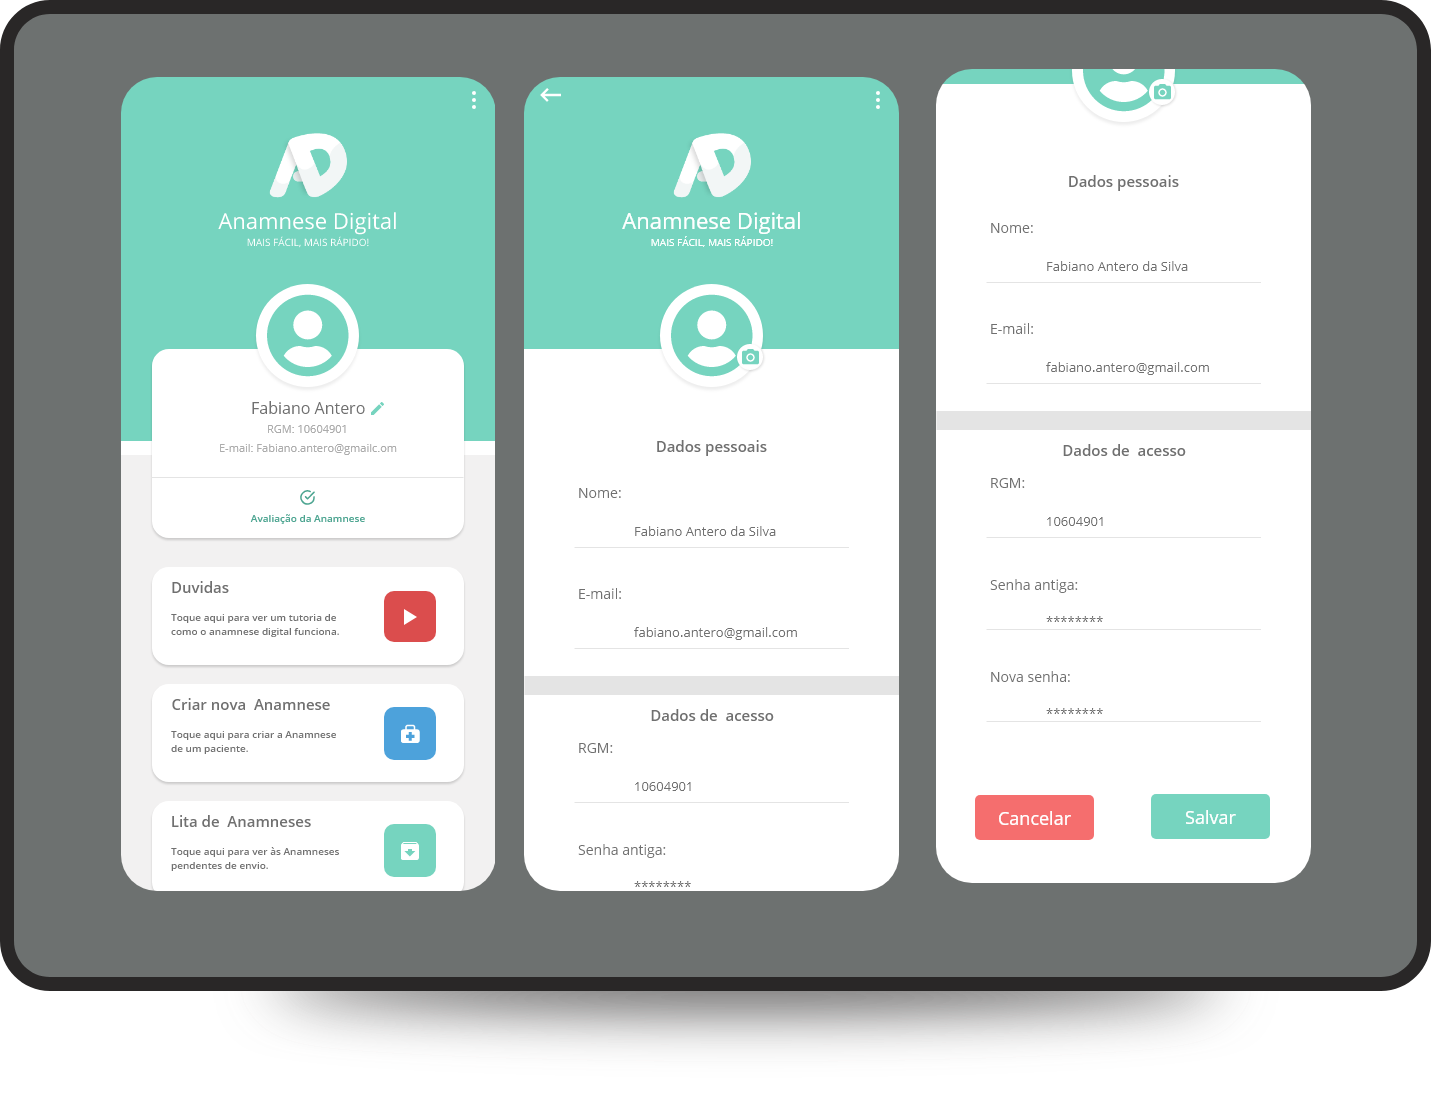 AD
Anamnese Digital
MAIS FÁCIL, MAIS RÁPIDO!
Fabiano Antero
RGM: 10604901
E-mail: Fabiano.antero@gmailc.om
Avaliação da Anamnese
Duvidas
Toque aqui para ver um tutoria de
como o anamnese digital funciona.
Criar nova Anamnese
Toque aqui para criar a Anamnese
de um paciente.
Lita de Anamneses
Toque aqui para ver às Anamneses
pendentes de envio.
AD
Anamnese Digital
MAIS FÁCIL, MAIS RÁPIDO!
Dados pessoais
Nome:
Fabiano Antero da Silva
E-mail:
fabiano.antero@gmail.com
Dados de acesso
RGM:
10604901
Senha antiga:
********
Dados pessoais
Nome:
Fabiano Antero da Silva
E-mail:
fabiano.antero@gmail.com
Dados de acesso
RGM:
10604901
Senha antiga:
********
Nova senha:
********
Cancelar
Salvar